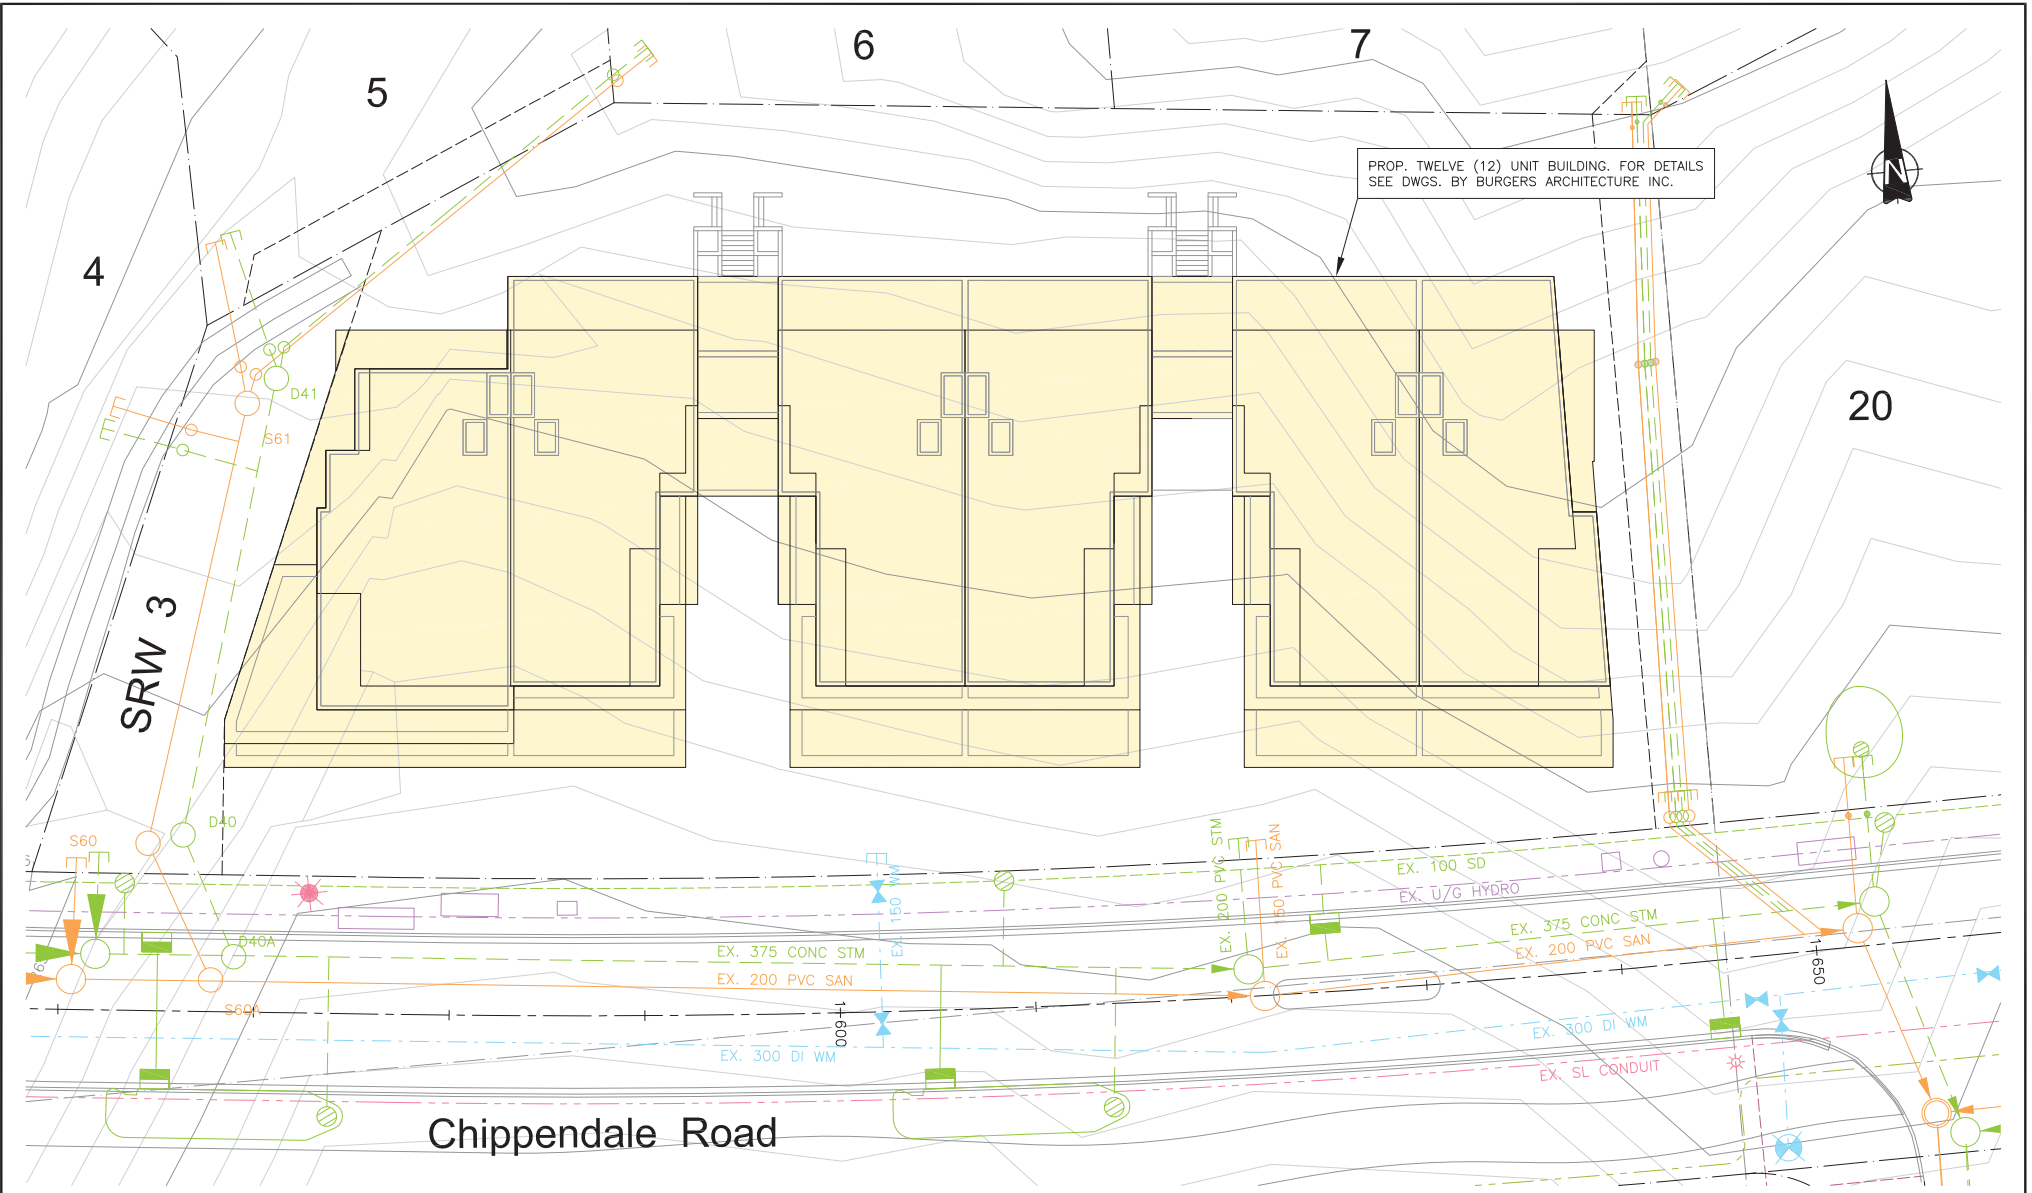 6
7
5
PROP. TWELVE (12) UNIT BUILDING. FOR DETAILS
SEE DWGS. BY BURGERS ARCHITECTURE INC.
N
4
D41
20
S61
SRW 3
D40
S60
EX. 150 WM
EX. 200 PVC STM
EX. 150 PVC SAN
EX. 100 SD
EX. U/G HYDRO
D40A
EX. 375 CONC STM
EX. 375 CONC STM
EX. 200 PVC SAN
EX. 200 PVC SAN
S60A
1+600
1+650
EX. 300 DI WM
EX. 300 DI WM
EX. SL CONDUIT
Chippendale Road